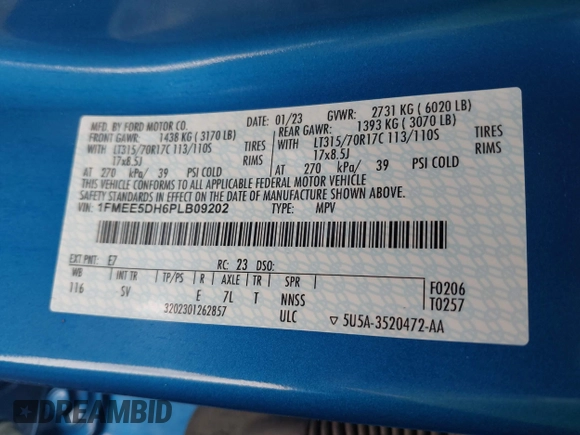 MFD. BY FORD MOTOR CO. DATE: 01/23 GVWR: 2731 KG ( 6020 LB)
FRONT GAWR: 1438 KG ( 3170 LB) REAR GAWR: 1393 KG ( 3070 LB)
WITH LT315/70R17C 113/110S TIRES WITH LT315/70R17C 113/110S TIRES
17x8.5J RIMS 17x8.5J RIMS
AT 270 kPa/ 39 PSI COLD AT 270 kPa/ 39 PSI COLD
THIS VEHICLE CONFORMS TO ALL APPLICABLE FEDERAL MOTOR VEHICLE
SAFETY STANDARDS IN EFFECT ON THE DATE OF MANUFACTURE SHOWN ABOVE.
VIN: 1FMEE5DH6PLB09202 TYPE: MPV
EXT PNT: E7 RC: 23 DSO:
WB INT TR TP/PS R AXLE TR SPR
116 SV E 7L T NNSS
3202301262857 ULC
F0206
T0257
▽ 5U5A-3520472-AA
DREAMBID